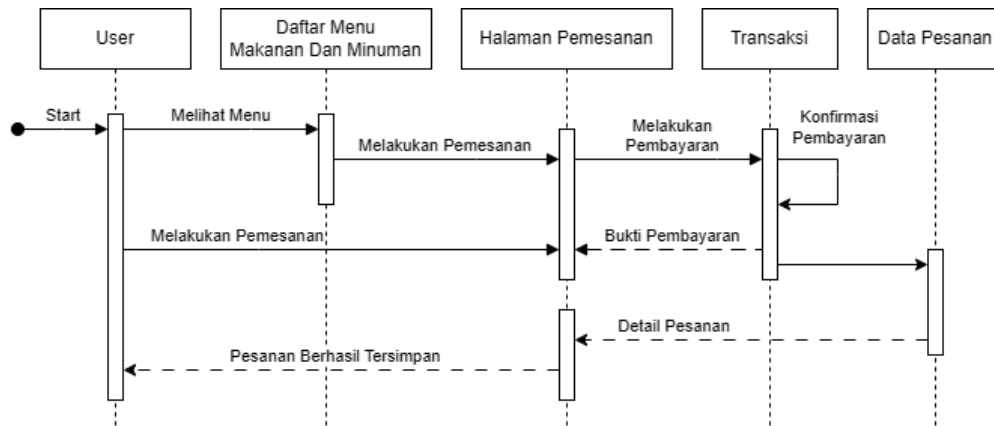 User
Daftar Menu
Makanan Dan Minuman
Halaman Pemesanan
Transaksi
Data Pesanan
Start
Melihat Menu
Melakukan Pemesanan
Melakukan
Pembayaran
Konfirmasi
Pembayaran
Melakukan Pemesanan
Bukti Pembayaran
Detail Pesanan
Pesanan Berhasil Tersimpan